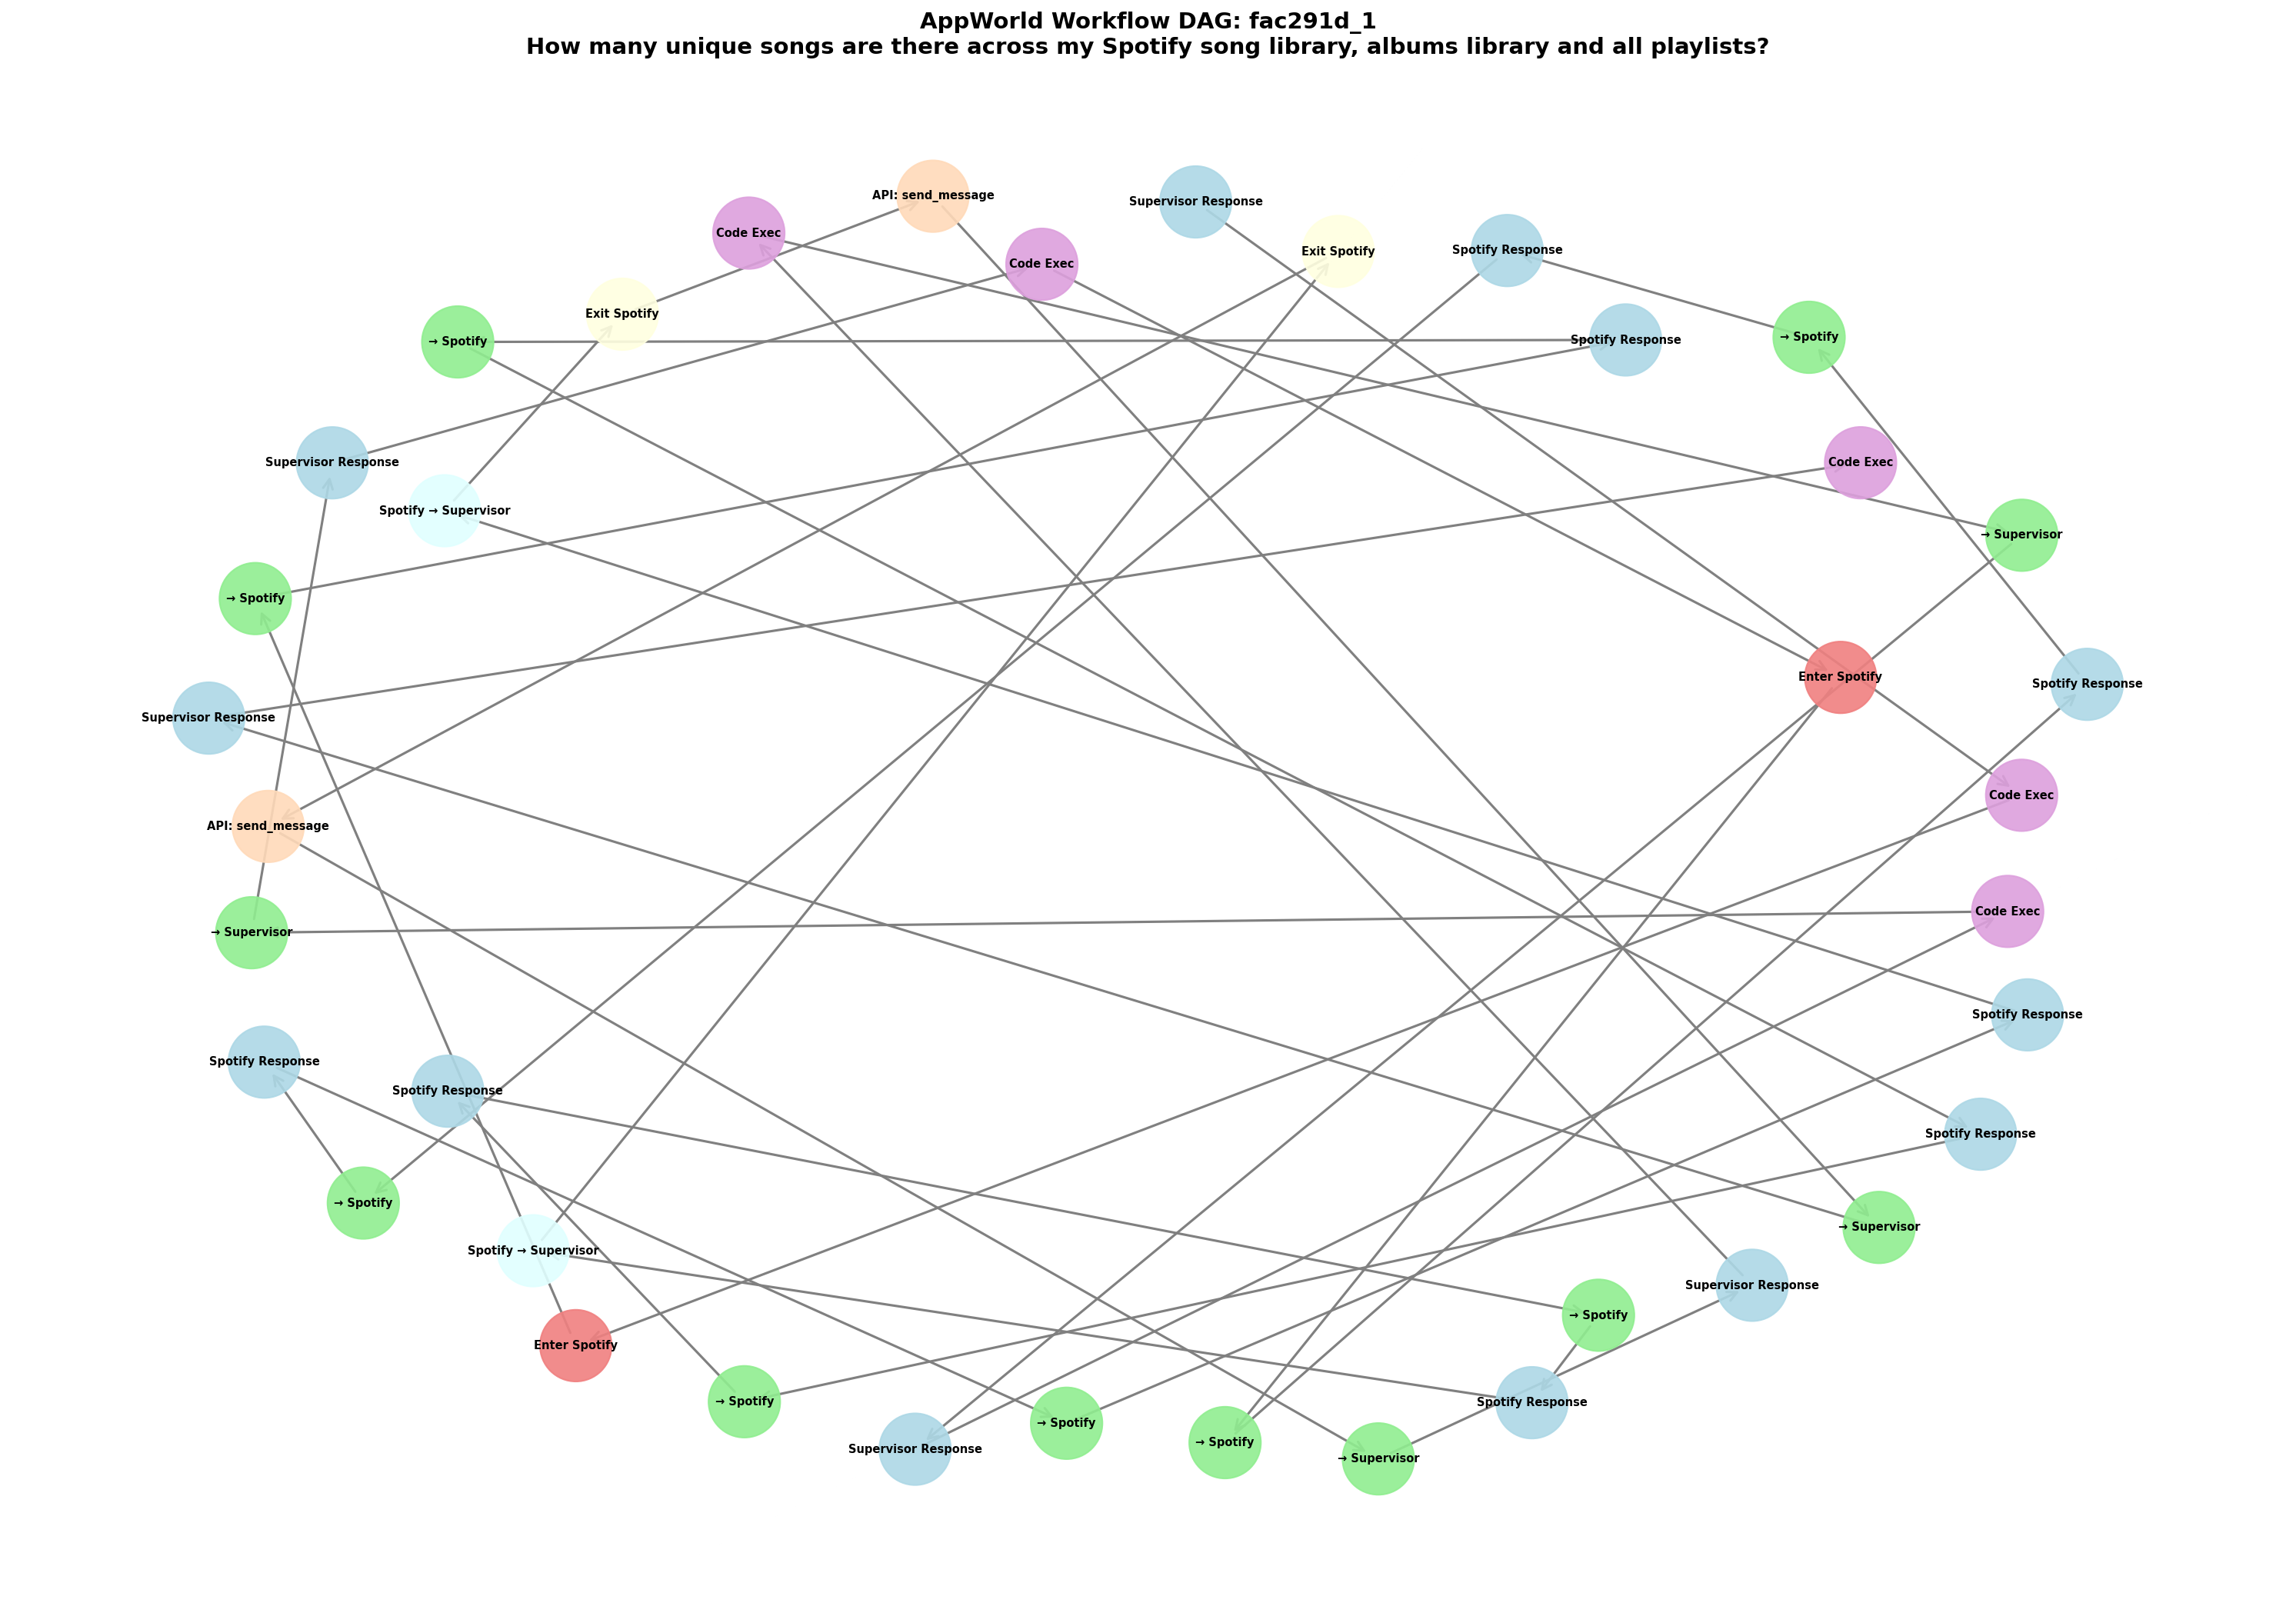 AppWorld Workflow DAG: fac291d_1
How many unique songs are there across my Spotify song library, albums library and all playlists?
API: send_message
Supervisor Response
Code Exec
Exit Spotify
Spotify Response
Code Exec
Exit Spotify
→ Spotify
Spotify Response
→ Spotify
Supervisor Response
Code Exec
Spotify → Supervisor
→ Supervisor
→ Spotify
Enter Spotify
Spotify Response
Supervisor Response
Code Exec
API: send_message
Code Exec
→ Supervisor
Spotify Response
Spotify Response
Spotify Response
Spotify Response
→ Spotify
→ Supervisor
Spotify → Supervisor
Supervisor Response
→ Spotify
Enter Spotify
→ Spotify
Spotify Response
→ Spotify
→ Spotify
Supervisor Response
→ Supervisor